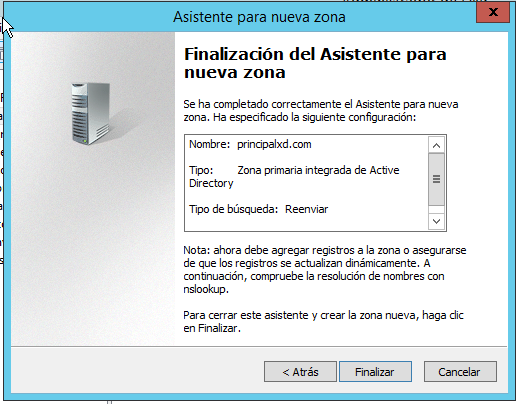 Asistente para nueva zona
x
Finalización del Asistente para
nueva zona
Se ha completado correctamente el Asistente para nueva
zona. Ha especificado la siguiente configuración:
Nombre: principalxd.com
Tipo: Zona primaria integrada de Active
Directory
Tipo de búsqueda: Reenviar
Nota: ahora debe agregar registros a la zona o asegurarse
de que los registros se actualizan dinámicamente. A
continuación, compruebe la resolución de nombres con
nslookup.
Para cerrar este asistente y crear la zona nueva, haga clic
en Finalizar.
< Atrás
Finalizar
Cancelar